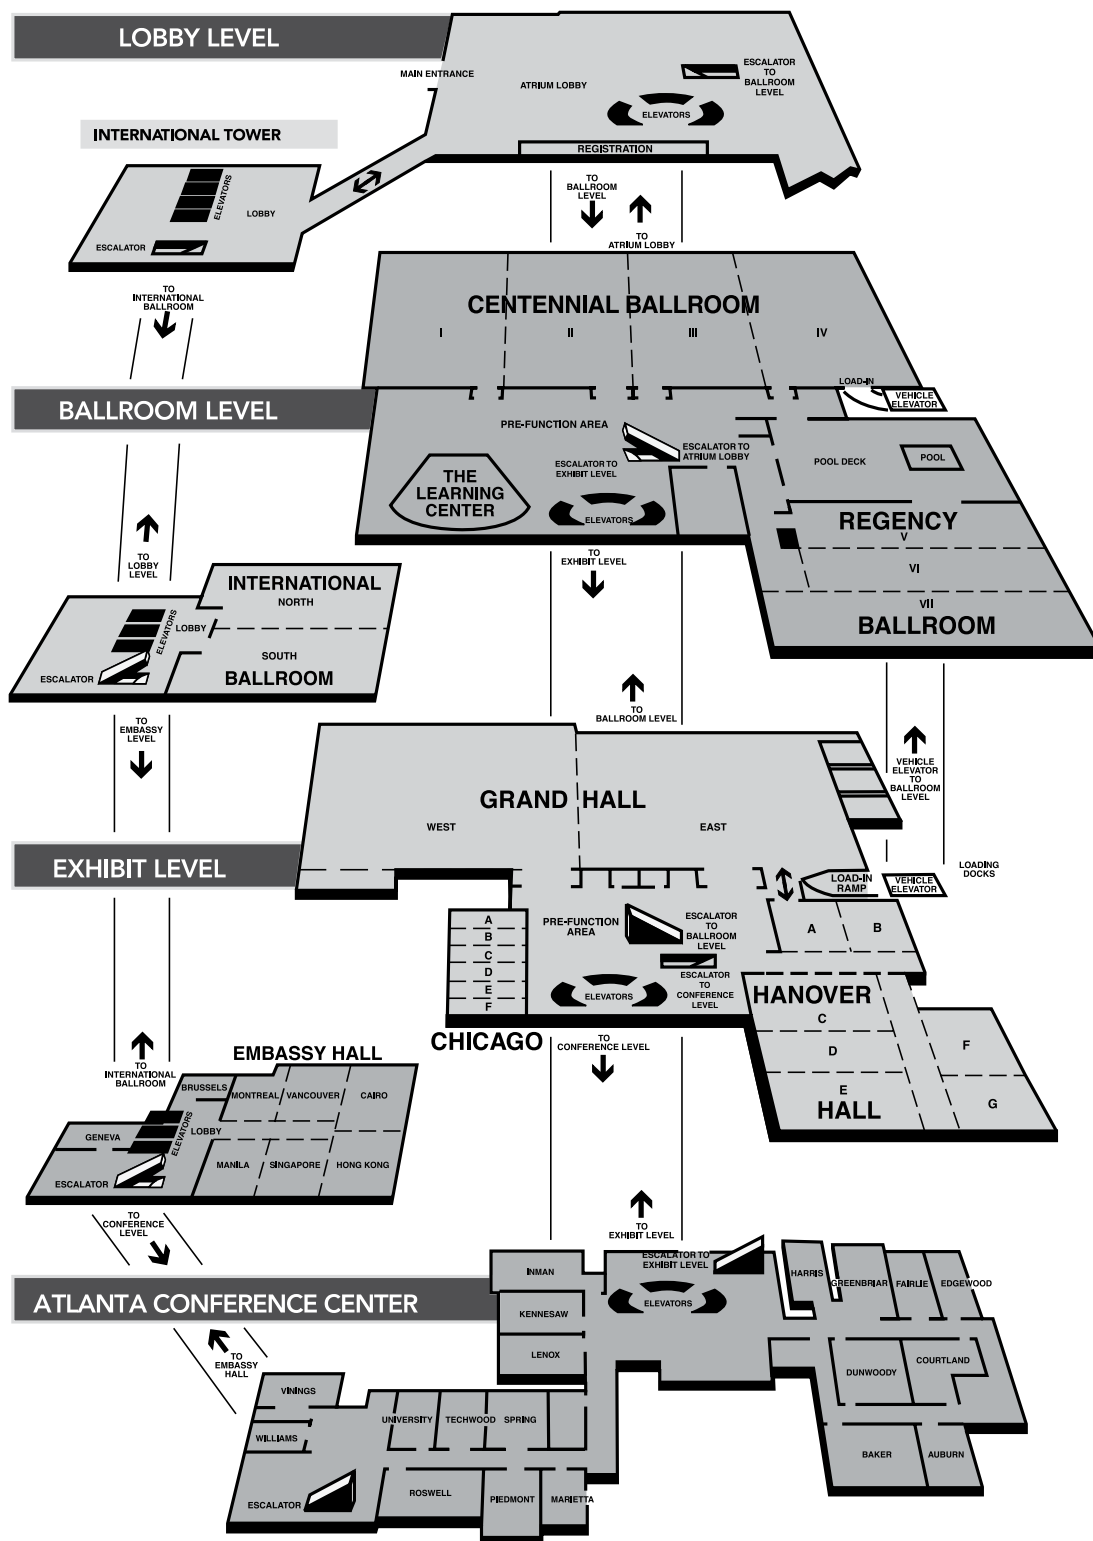 LOBBY LEVEL
MAIN ENTRANCE
ATRIUM LOBBY
ESCALATOR
TO
BALLROOM
LEVEL
ELEVATORS
REGISTRATION
INTERNATIONAL TOWER
ELEVATORS
LOBBY
ESCALATOR
TO
BALLROOM
LEVEL
TO
ATRIUM LOBBY
TO
INTERNATIONAL
BALLROOM
CENTENNIAL BALLROOM
I
II
III
IV
BALLROOM LEVEL
LOAD-IN
VEHICLE
ELEVATOR
PRE-FUNCTION AREA
ESCALATOR TO
ATRIUM LOBBY
ESCALATOR TO
EXHIBIT LEVEL
POOL DECK
POOL
THE
LEARNING
CENTER
ELEVATORS
REGENCY
V
VI
VII
BALLROOM
TO
LOBBY
LEVEL
TO
EXHIBIT LEVEL
INTERNATIONAL
NORTH
LOBBY
ELEVATORS
SOUTH
BALLROOM
ESCALATOR
TO
EMBASSY
LEVEL
TO
BALLROOM LEVEL
VEHICLE
ELEVATOR
TO
BALLROOM
LEVEL
GRAND HALL
WEST
EAST
EXHIBIT LEVEL
LOADING
DOCKS
LOAD-IN
RAMP
VEHICLE
ELEVATOR
A
B
C
D
E
F
PRE-FUNCTION
AREA
ESCALATOR
TO
BALLROOM
LEVEL
ESCALATOR
TO
CONFERENCE
LEVEL
ELEVATORS
CHICAGO
A
B
HANOVER
C
D
E
HALL
F
G
TO
CONFERENCE LEVEL
TO
INTERNATIONAL
BALLROOM
EMBASSY HALL
BRUSSELS
MONTREAL
VANCOUVER
CAIRO
GENEVA
ELEVATORS
LOBBY
MANILA
SINGAPORE
HONG KONG
ESCALATOR
TO
CONFERENCE
LEVEL
TO
EXHIBIT LEVEL
ATLANTA CONFERENCE CENTER
INMAN
KENNESAW
LENOX
ESCALATOR TO
EXHIBIT LEVEL
ELEVATORS
HARRIS
GREENBRIAR
FAIRLIE
EDGEWOOD
DUNWOODY
COURTLAND
BAKER
AUBURN
TO
EMBASSY
HALL
VININGS
WILLIAMS
UNIVERSITY
TECHWOOD
SPRING
ROSWELL
PIEDMONT
MARIETTA
ESCALATOR